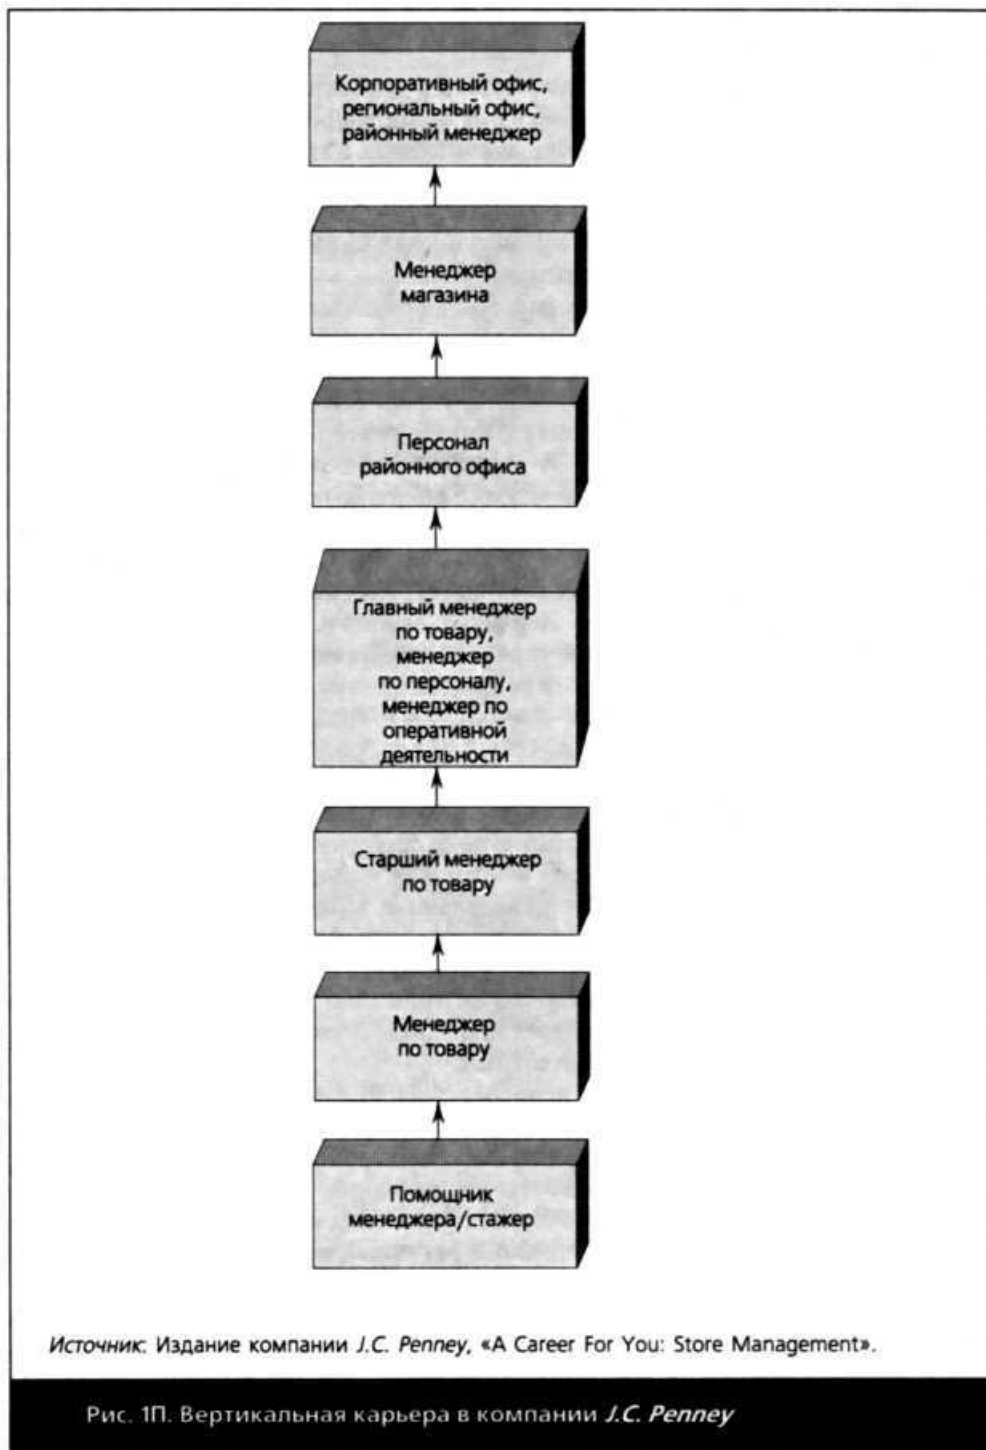 Корпоративный офис,
региональный офис,
районный менеджер
Менеджер
магазина
Персонал
районного офиса
Главный менеджер
по товару,
менеджер
по персоналу,
менеджер по
оперативной
деятельности
Старший менеджер
по товару
Менеджер
по товару
Помощник
менеджера/стажер
Источник: Издание компании J.C. Penney, «A Career For You: Store Management».
Рис. 1П. Вертикальная карьера в компании J.C. Penney